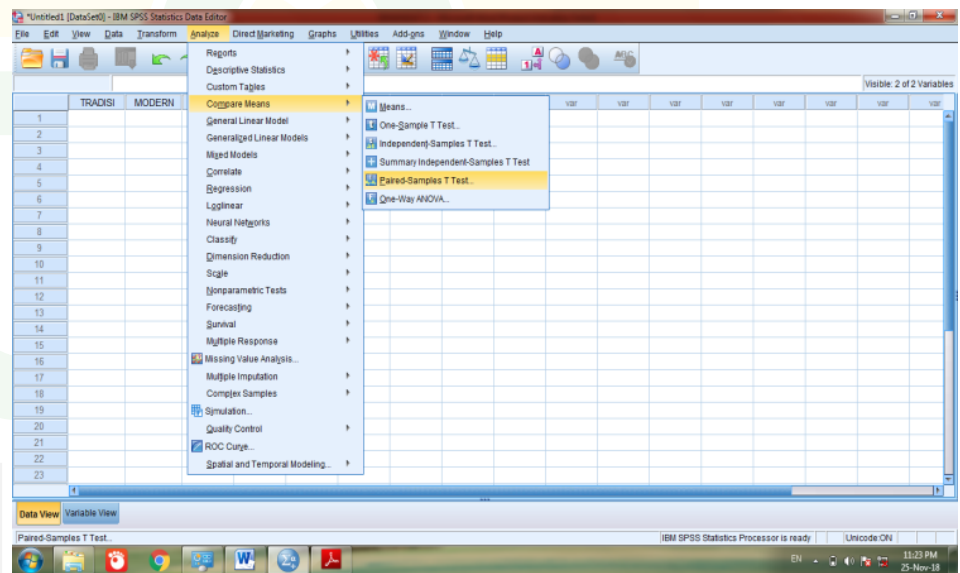 *Untitled1 [DataSet0] - IBM SPSS Statistics Data Editor
File Edit View Data Transform Analyze Direct Marketing Graphs Utilities Add-ons Window Help
Visible: 2 of 2 Variables
TRADISI MODERN var var var var var var var var
1
2
3
4
5
6
7
8
9
10
11
12
13
14
15
16
17
18
19
20
21
22
23
Reports
Descriptive Statistics
Custom Tables
Compare Means
General Linear Model
Generalized Linear Models
Mixed Models
Correlate
Regression
Loglinear
Neural Networks
Classify
Dimension Reduction
Scale
Nonparametric Tests
Forecasting
Survival
Multiple Response
Missing Value Analysis...
Multiple Imputation
Complex Samples
Simulation...
Quality Control
ROC Curve...
Spatial and Temporal Modeling...
Means...
One-Sample T Test...
Independent-Samples T Test...
Summary Independent-Samples T Test
Paired-Samples T Test...
One-Way ANOVA...
Data View Variable View
Paired-Samples T Test... IBM SPSS Statistics Processor is ready Unicode:ON
EN 11:23 PM
25-Nov-18